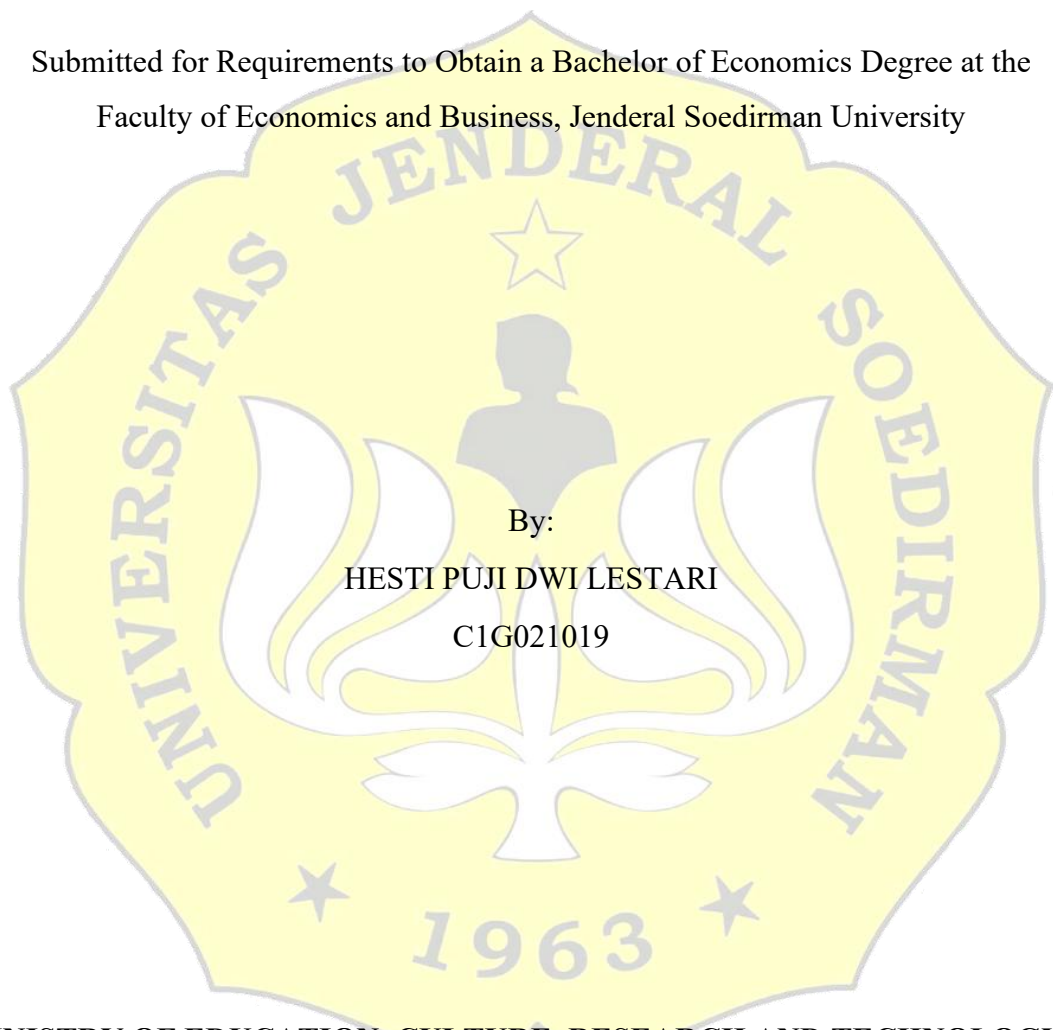 Submitted for Requirements to Obtain a Bachelor of Economics Degree at the
Faculty of Economics and Business, Jenderal Soedirman University
UNIVERSITAS JENDERAL SOEDIRMAN
By:
HESTI PUJI DWI LESTARI
C1G021019
1963